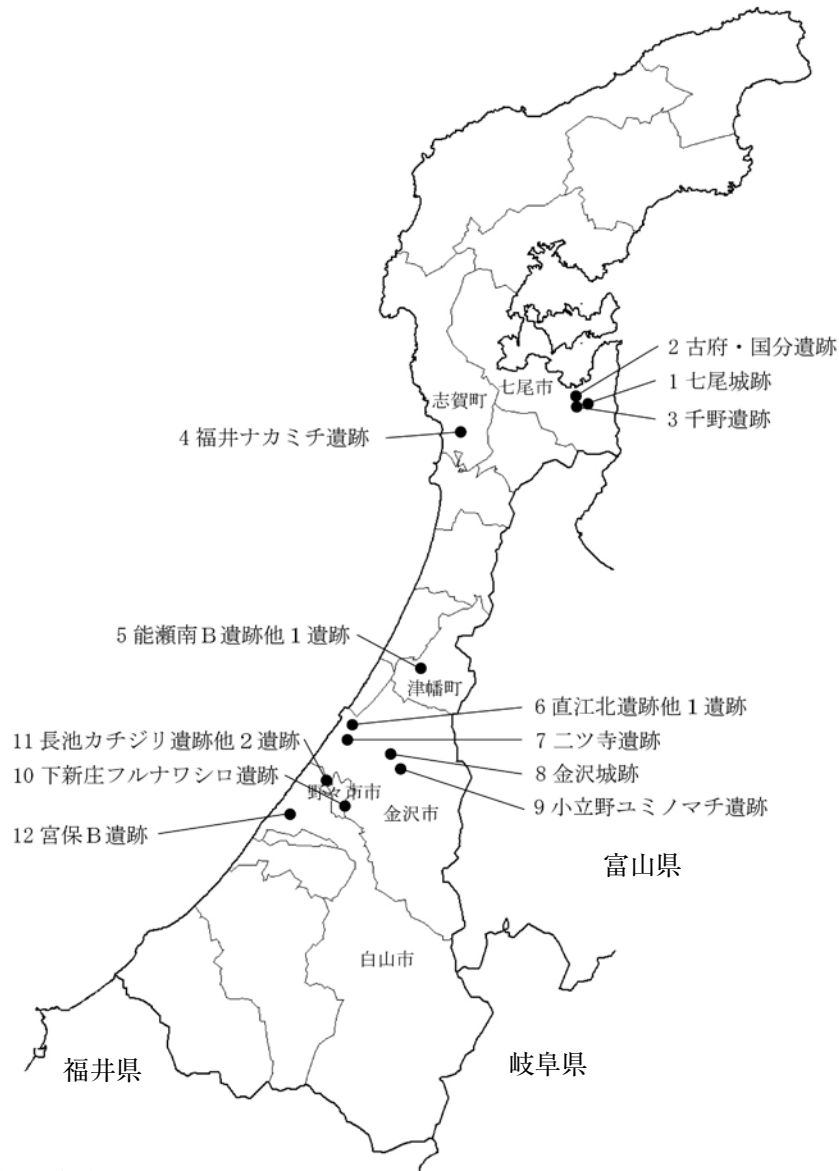 2 古府・国分遺跡
七尾市
1 七尾城跡
志賀町
3 千野遺跡
4 福井ナカミチ遺跡
5 能瀬南B遺跡他1遺跡
津幡町
6 直江北遺跡他1遺跡
11 長池カチジリ遺跡他2遺跡
7 二ツ寺遺跡
10 下新庄フルナワシロ遺跡
8 金沢城跡
野々市市
9 小立野ユミノマチ遺跡
金沢市
12 宮保B遺跡
富山県
白山市
福井県
岐阜県